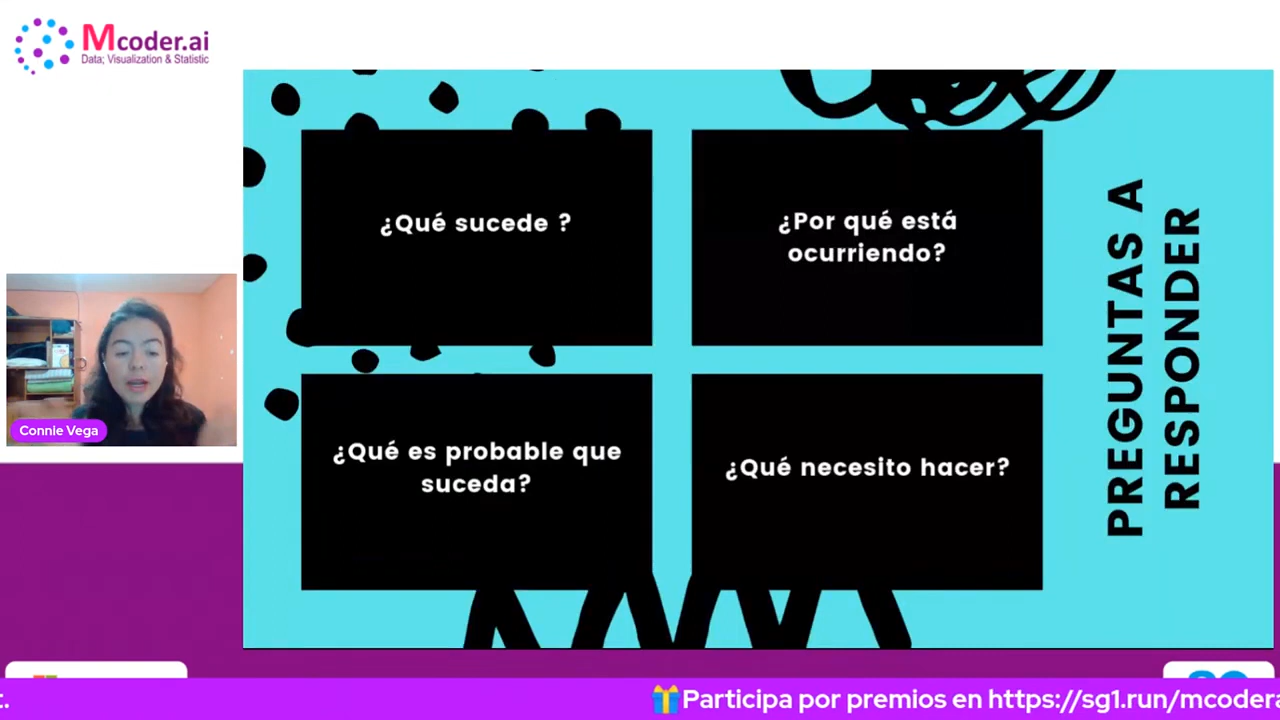 Mcoder.ai
Data; Visualization & Statistic
¿Qué sucede ?
¿Por qué está
ocurriendo?
¿Qué es probable que
suceda?
¿Qué necesito hacer?
PREGUNTAS A
RESPONDER
Connie Vega
t.
🎁Participa por premios en https://sg1.run/mcodera